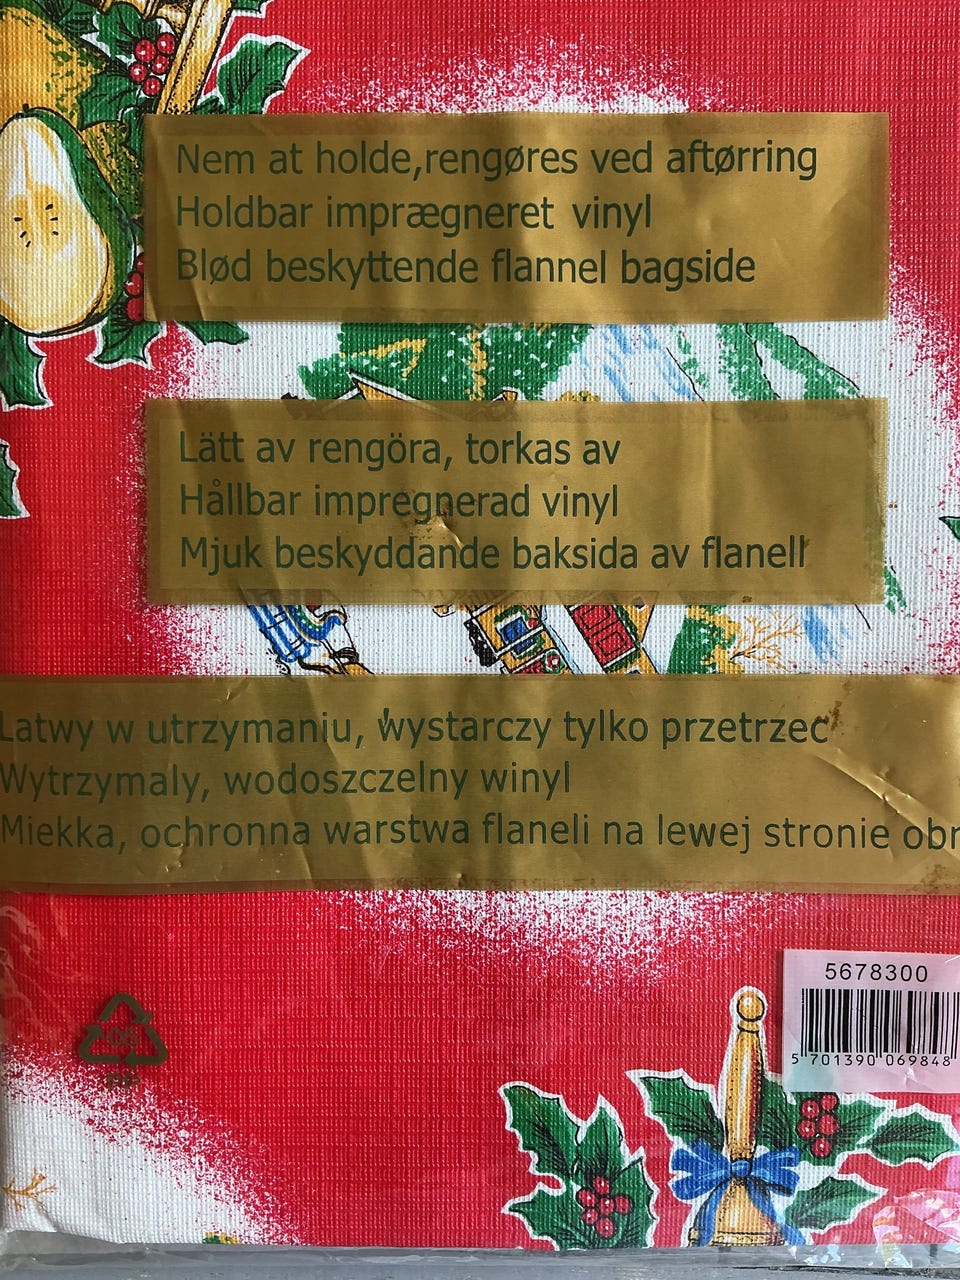 Nem at holde,rengøres ved aftørring
Holdbar imprægneret vinyl
Blød beskyttende flannel bagside
Lätt av rengöra, torkas av
Hållbar impregnerad vinyl
Mjuk beskyddande baksida av flanell
Latwy w utrzymaniu, wystarczy tylko przetrzec
Wytrzymaly, wodoszczelny winyl
Miekka, ochronna warstwa flaneli na lewej stronie obr
5678300
5 701390 069848
05
PP